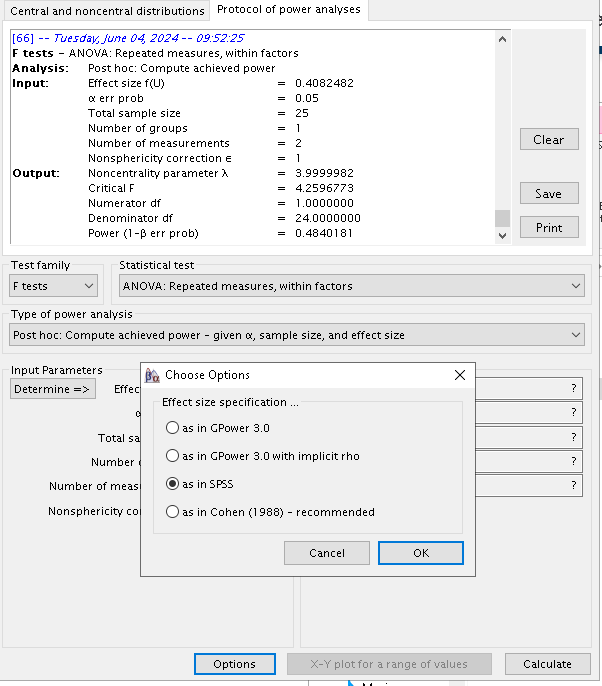 Central and noncentral distributions Protocol of power analyses
[66] -- Tuesday, June 04, 2024 -- 09:52:25
F tests - ANOVA: Repeated measures, within factors
Analysis: Post hoc: Compute achieved power
Input: Effect size f(U) = 0.4082482
α err prob = 0.05
Total sample size = 25
Number of groups = 1
Number of measurements = 2
Nonsphericity correction ϵ = 1
Output: Noncentrality parameter λ = 3.9999982
Critical F = 4.2596773
Numerator df = 1.0000000
Denominator df = 24.0000000
Power (1-β err prob) = 0.4840181
Clear
Save
Print
Test family Statistical test
F tests ANOVA: Repeated measures, within factors
Type of power analysis
Post hoc: Compute achieved power - given α, sample size, and effect size
Input Parameters
Determine => ?
?
?
Number ?
Number of ?
Nonsphericity
Choose Options
Effect size specification ...
as in GPower 3.0
as in GPower 3.0 with implicit rho
as in SPSS
as in Cohen (1988) - recommended
Cancel OK
Options X-Y plot for a range of values Calculate